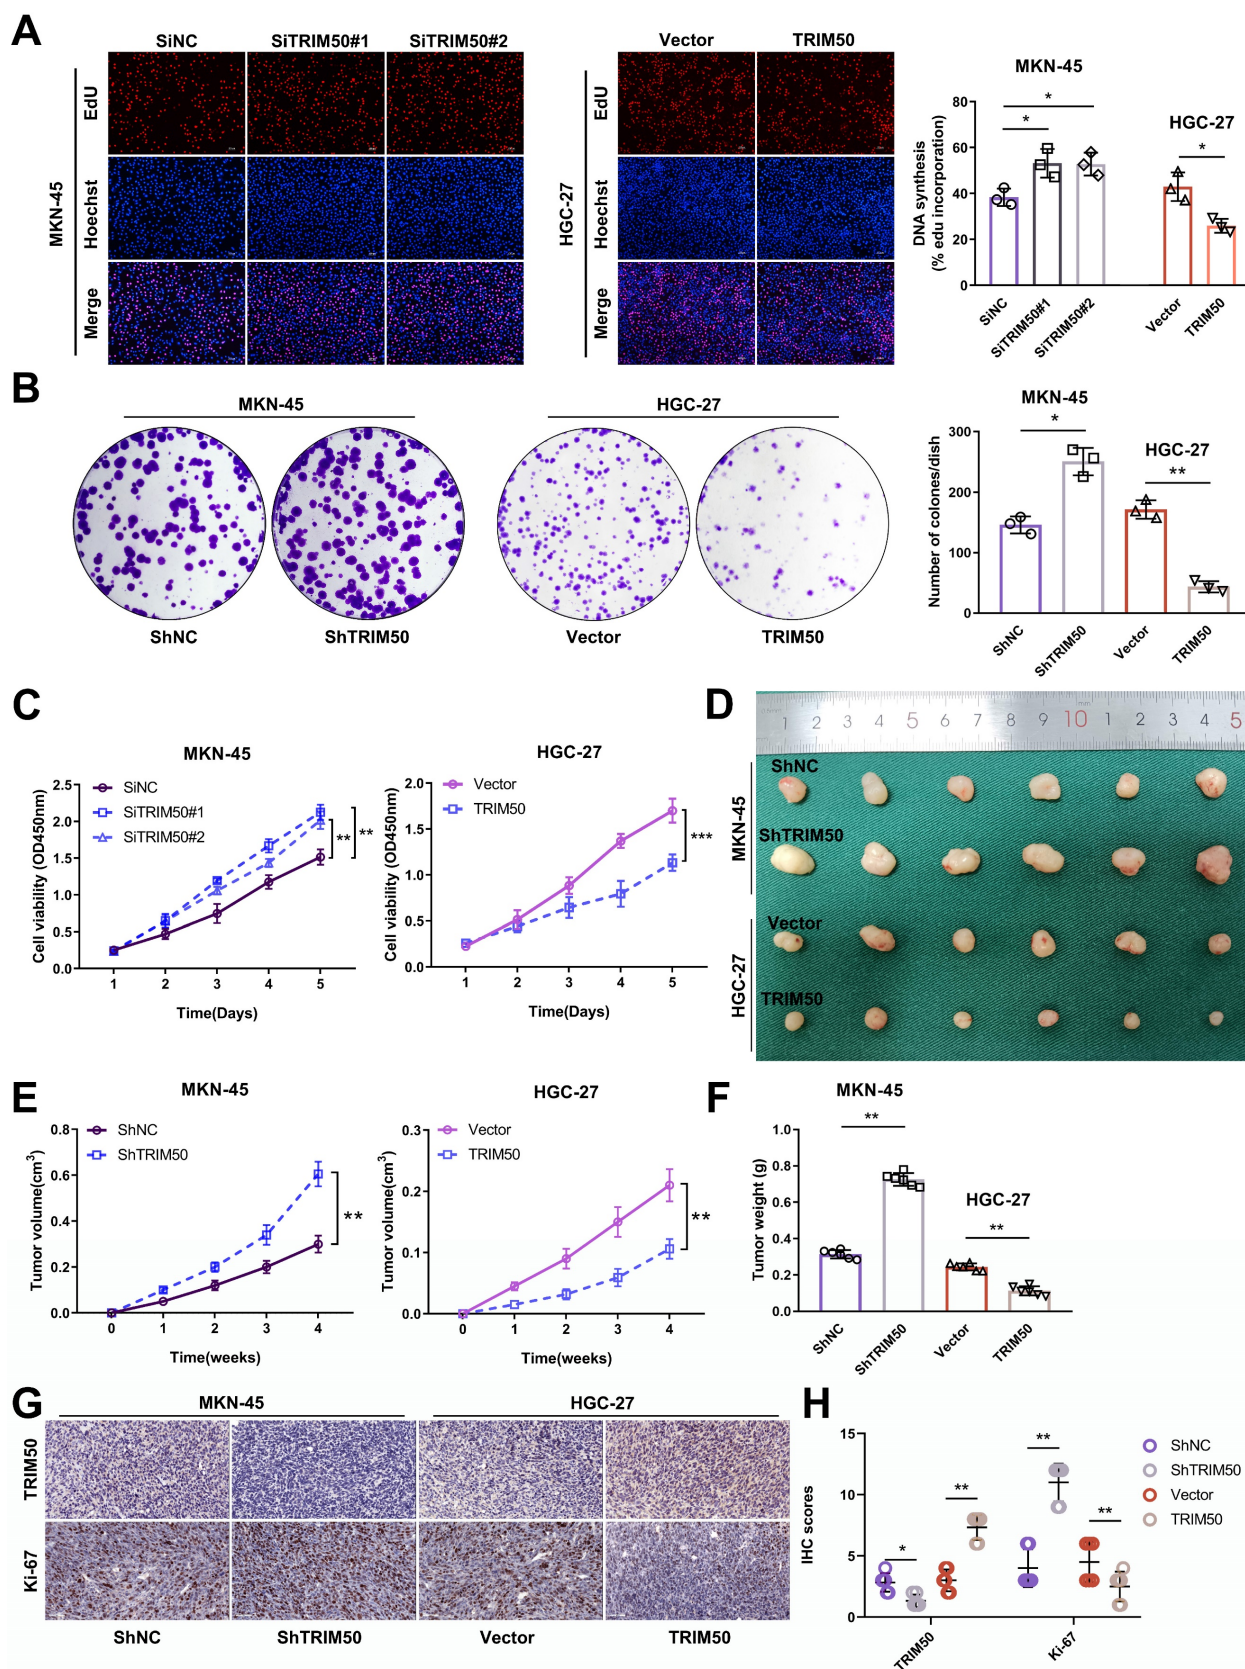 A
SiNC SiTRIM50#1 SiTRIM50#2
MKN-45
EdU
Hoechst
Merge
Vector TRIM50
HGC-27
EdU
Hoechst
Merge
MKN-45
HGC-27
DNA synthesis
(% edu incorporation)
80
60
40
20
0
* * *
SiNC SiTRIM50#1 SiTRIM50#2 Vector TRIM50
B
MKN-45 HGC-27
ShNC ShTRIM50 Vector TRIM50
MKN-45
HGC-27
Number of colones/dish
300
200
100
0
* **
ShNC ShTRIM50 Vector TRIM50
C
MKN-45
SiNC
SiTRIM50#1
SiTRIM50#2
Cell viability (OD450nm)
2.5
2.0
1.5
1.0
0.5
0.0
** **
1 2 3 4 5
Time(Days)
HGC-27
Vector
TRIM50
Cell viability (OD450nm)
2.0
1.5
1.0
0.5
0.0
***
1 2 3 4 5
Time(Days)
D
1 2 3 4 5 6 7 8 9 10 1 2 3 4 5
MKN-45
ShNC
ShTRIM50
HGC-27
Vector
TRIM50
E
MKN-45
ShNC
ShTRIM50
Tumor volume(cm³)
0.8
0.6
0.4
0.2
0.0
**
0 1 2 3 4
Time(weeks)
HGC-27
Vector
TRIM50
Tumor volume(cm³)
0.3
0.2
0.1
0.0
**
0 1 2 3 4
Time(weeks)
F
MKN-45
HGC-27
Tumor weight (g)
1.0
0.8
0.6
0.4
0.2
0.0
** **
ShNC ShTRIM50 Vector TRIM50
G
MKN-45 HGC-27
TRIM50
Ki-67
ShNC ShTRIM50 Vector TRIM50
H
IHC scores
15
10
5
0
* ** ** **
TRIM50 Ki-67
ShNC
ShTRIM50
Vector
TRIM50